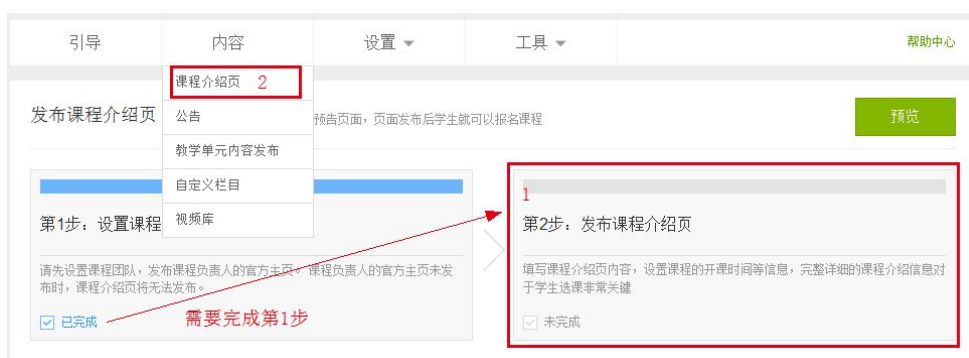 引导 内容 设置 工具 帮助中心
课程介绍页 2
发布课程介绍页 公告 预告页面，页面发布后学生就可以报名课程 预览
教学单元内容发布
自定义栏目
1
第1步：设置课程 视频库 第2步：发布课程介绍页
请先设置课程团队，发布课程负责人的官方主页。课程负责人的官方主页未发
布时，课程介绍页将无法发布。
填写课程介绍页内容，设置课程的开课时间等信息，完整详细的课程介绍信息对
于学生选课非常关键
已完成 需要完成第1步 未完成